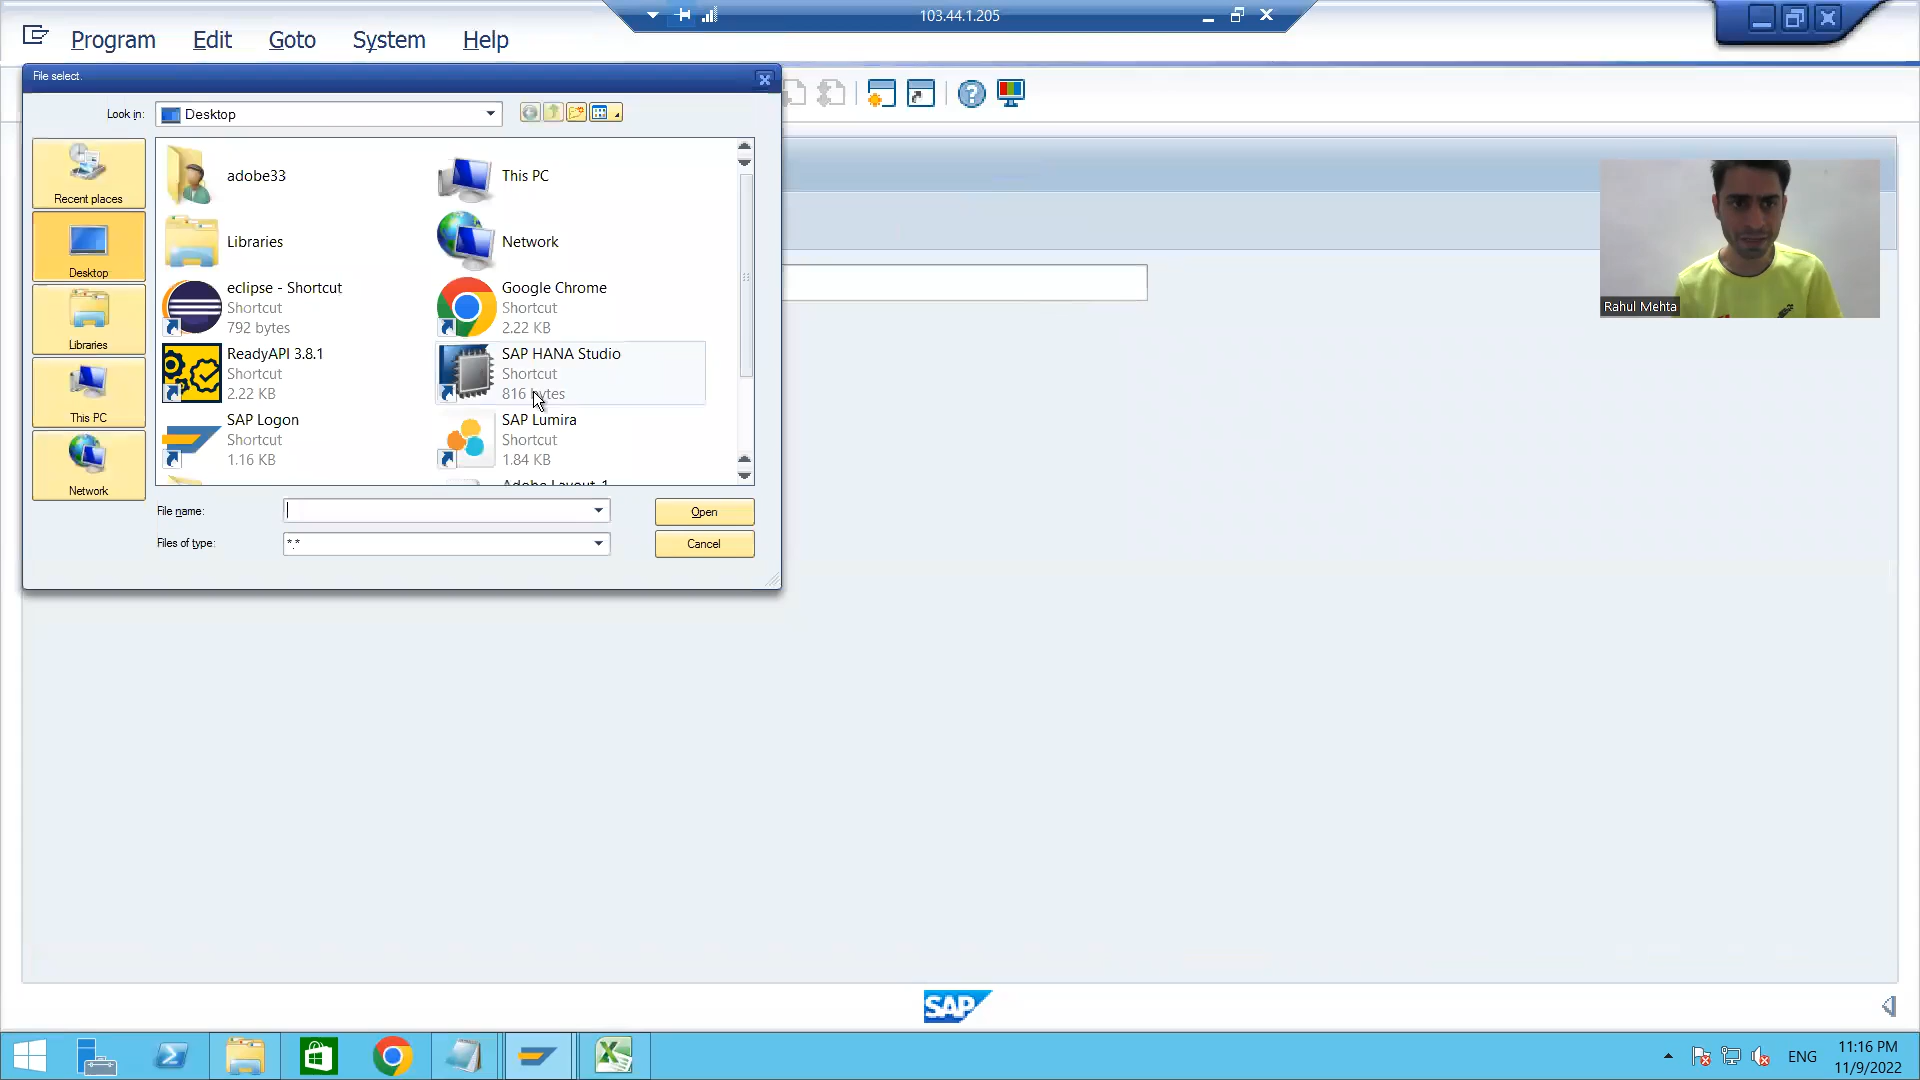 103.44.1.205
Program Edit Goto System Help
File select.
Look in: Desktop
Recent places
Desktop
Libraries
This PC
Network
adobe33
This PC
Libraries
Network
eclipse - Shortcut
Shortcut
792 bytes
Google Chrome
Shortcut
2.22 KB
ReadyAPI 3.8.1
Shortcut
2.22 KB
SAP HANA Studio
Shortcut
816 bytes
SAP Logon
Shortcut
1.16 KB
SAP Lumira
Shortcut
1.84 KB
Adobe Layout_1
File name:
Open
Files of type: *.*
Cancel
Rahul Mehta
SAP
ENG
11:16 PM
11/9/2022